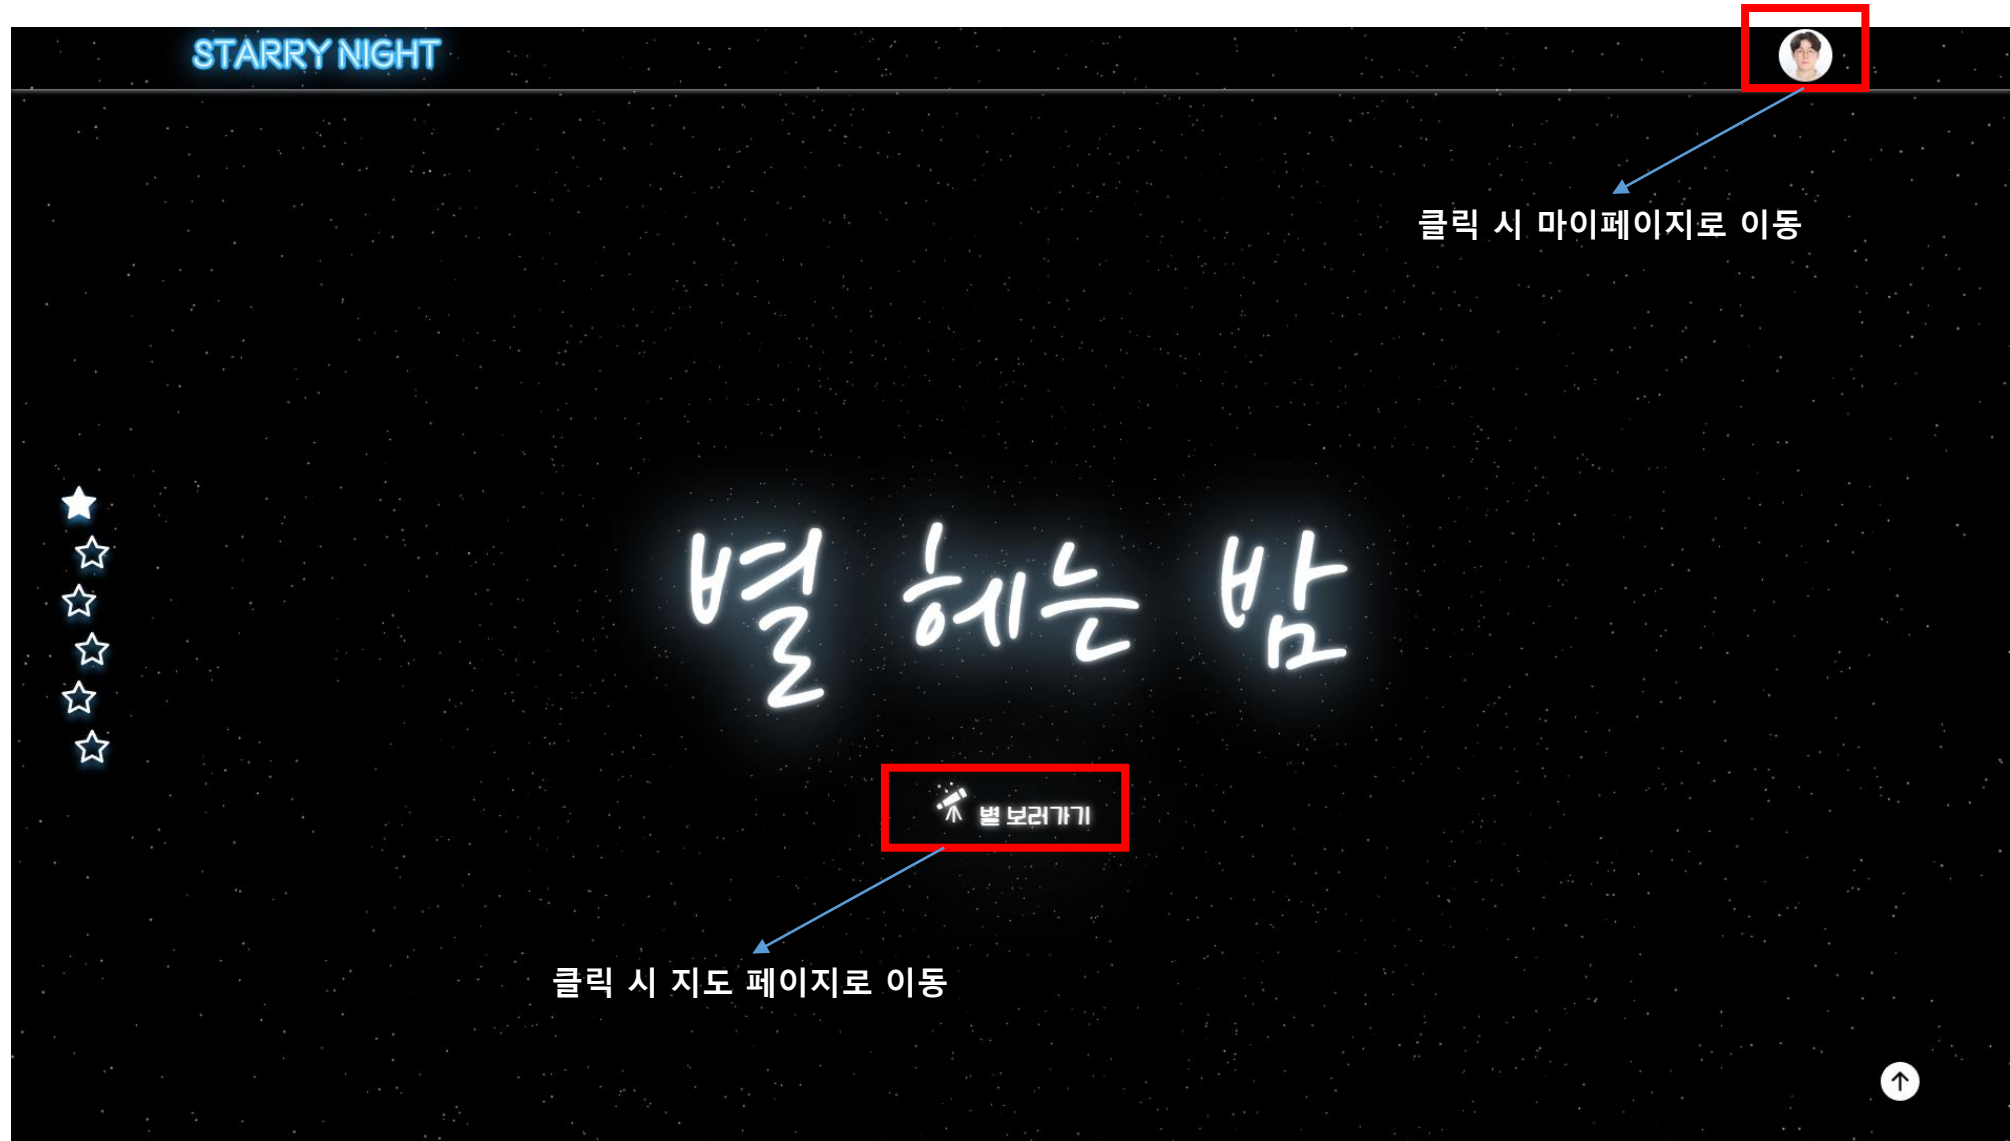 STARRY NIGHT
클릭 시 마이페이지로 이동
별 헤는 밤
별 보러가기
클릭 시 지도 페이지로 이동